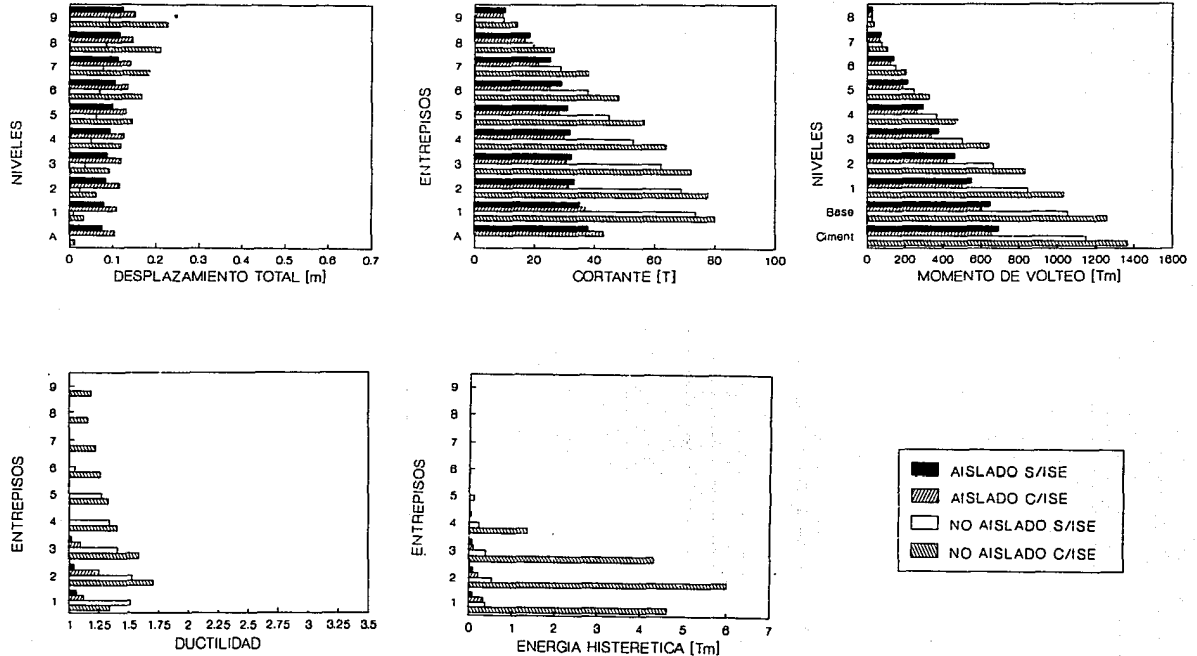 NIVELES
9
8
7
6
5
4
3
2
1
A
0 0.1 0.2 0.3 0.4 0.5 0.6 0.7
DESPLAZAMIENTO TOTAL [m]
ENTREPISOS
9
8
7
6
5
4
3
2
1
A
0 20 40 60 80 100
CORTANTE [T]
NIVELES
8
7
6
5
4
3
2
1
Base
Ciment
0 200 400 600 800 1000 1200 1400 1600
MOMENTO DE VOLTEO [Tm]
ENTREPISOS
9
8
7
6
5
4
3
2
1
1 1.25 1.5 1.75 2 2.25 2.5 2.75 3 3.25 3.5
DUCTILIDAD
ENTREPISOS
9
8
7
6
5
4
3
2
1
0 1 2 3 4 5 6 7
ENERGIA HISTERETICA [Tm]
AISLADO S/ISE
AISLADO C/ISE
NO AISLADO S/ISE
NO AISLADO C/ISE